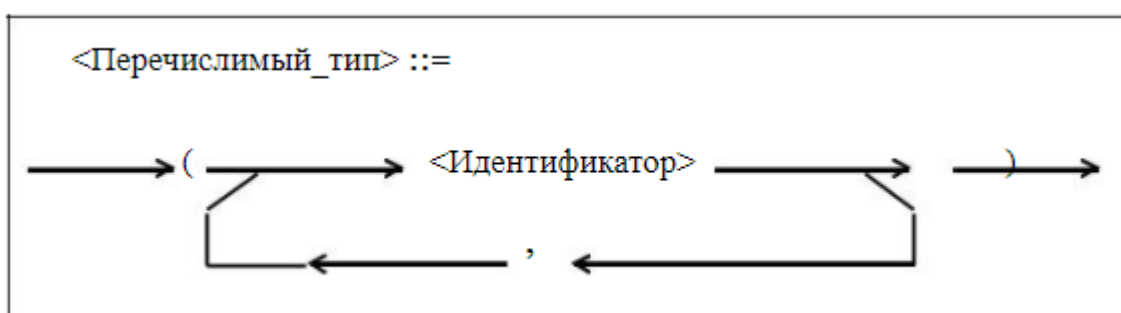 <Перечислимый_тип> ::=
( <Идентификатор> )
,